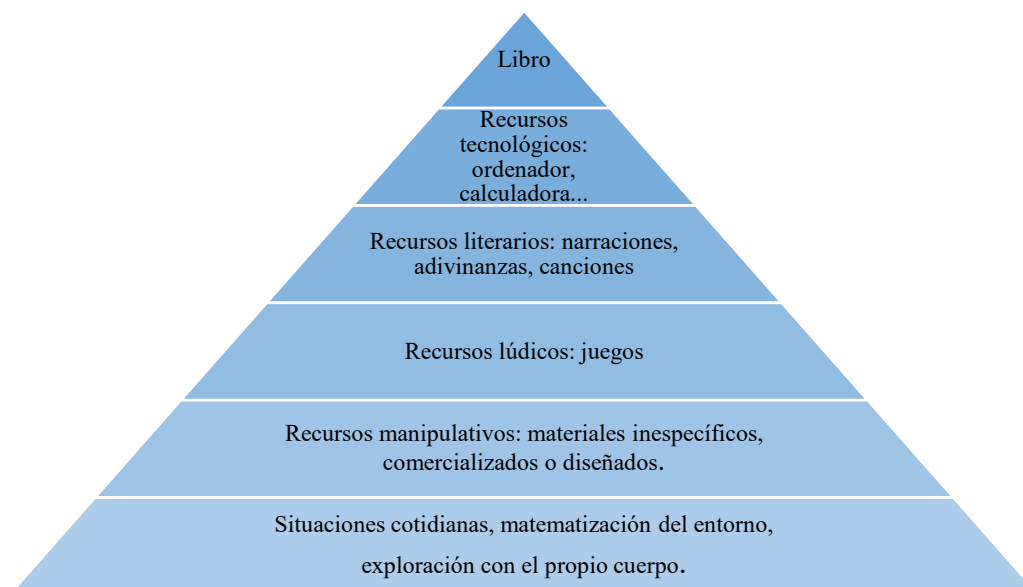 Libro
Recursos
tecnológicos:
ordenador,
calculadora...
Recursos literarios: narraciones,
adivinanzas, canciones
Recursos lúdicos: juegos
Recursos manipulativos: materiales inespecíficos,
comercializados o diseñados.
Situaciones cotidianas, matematización del entorno,
exploración con el propio cuerpo.